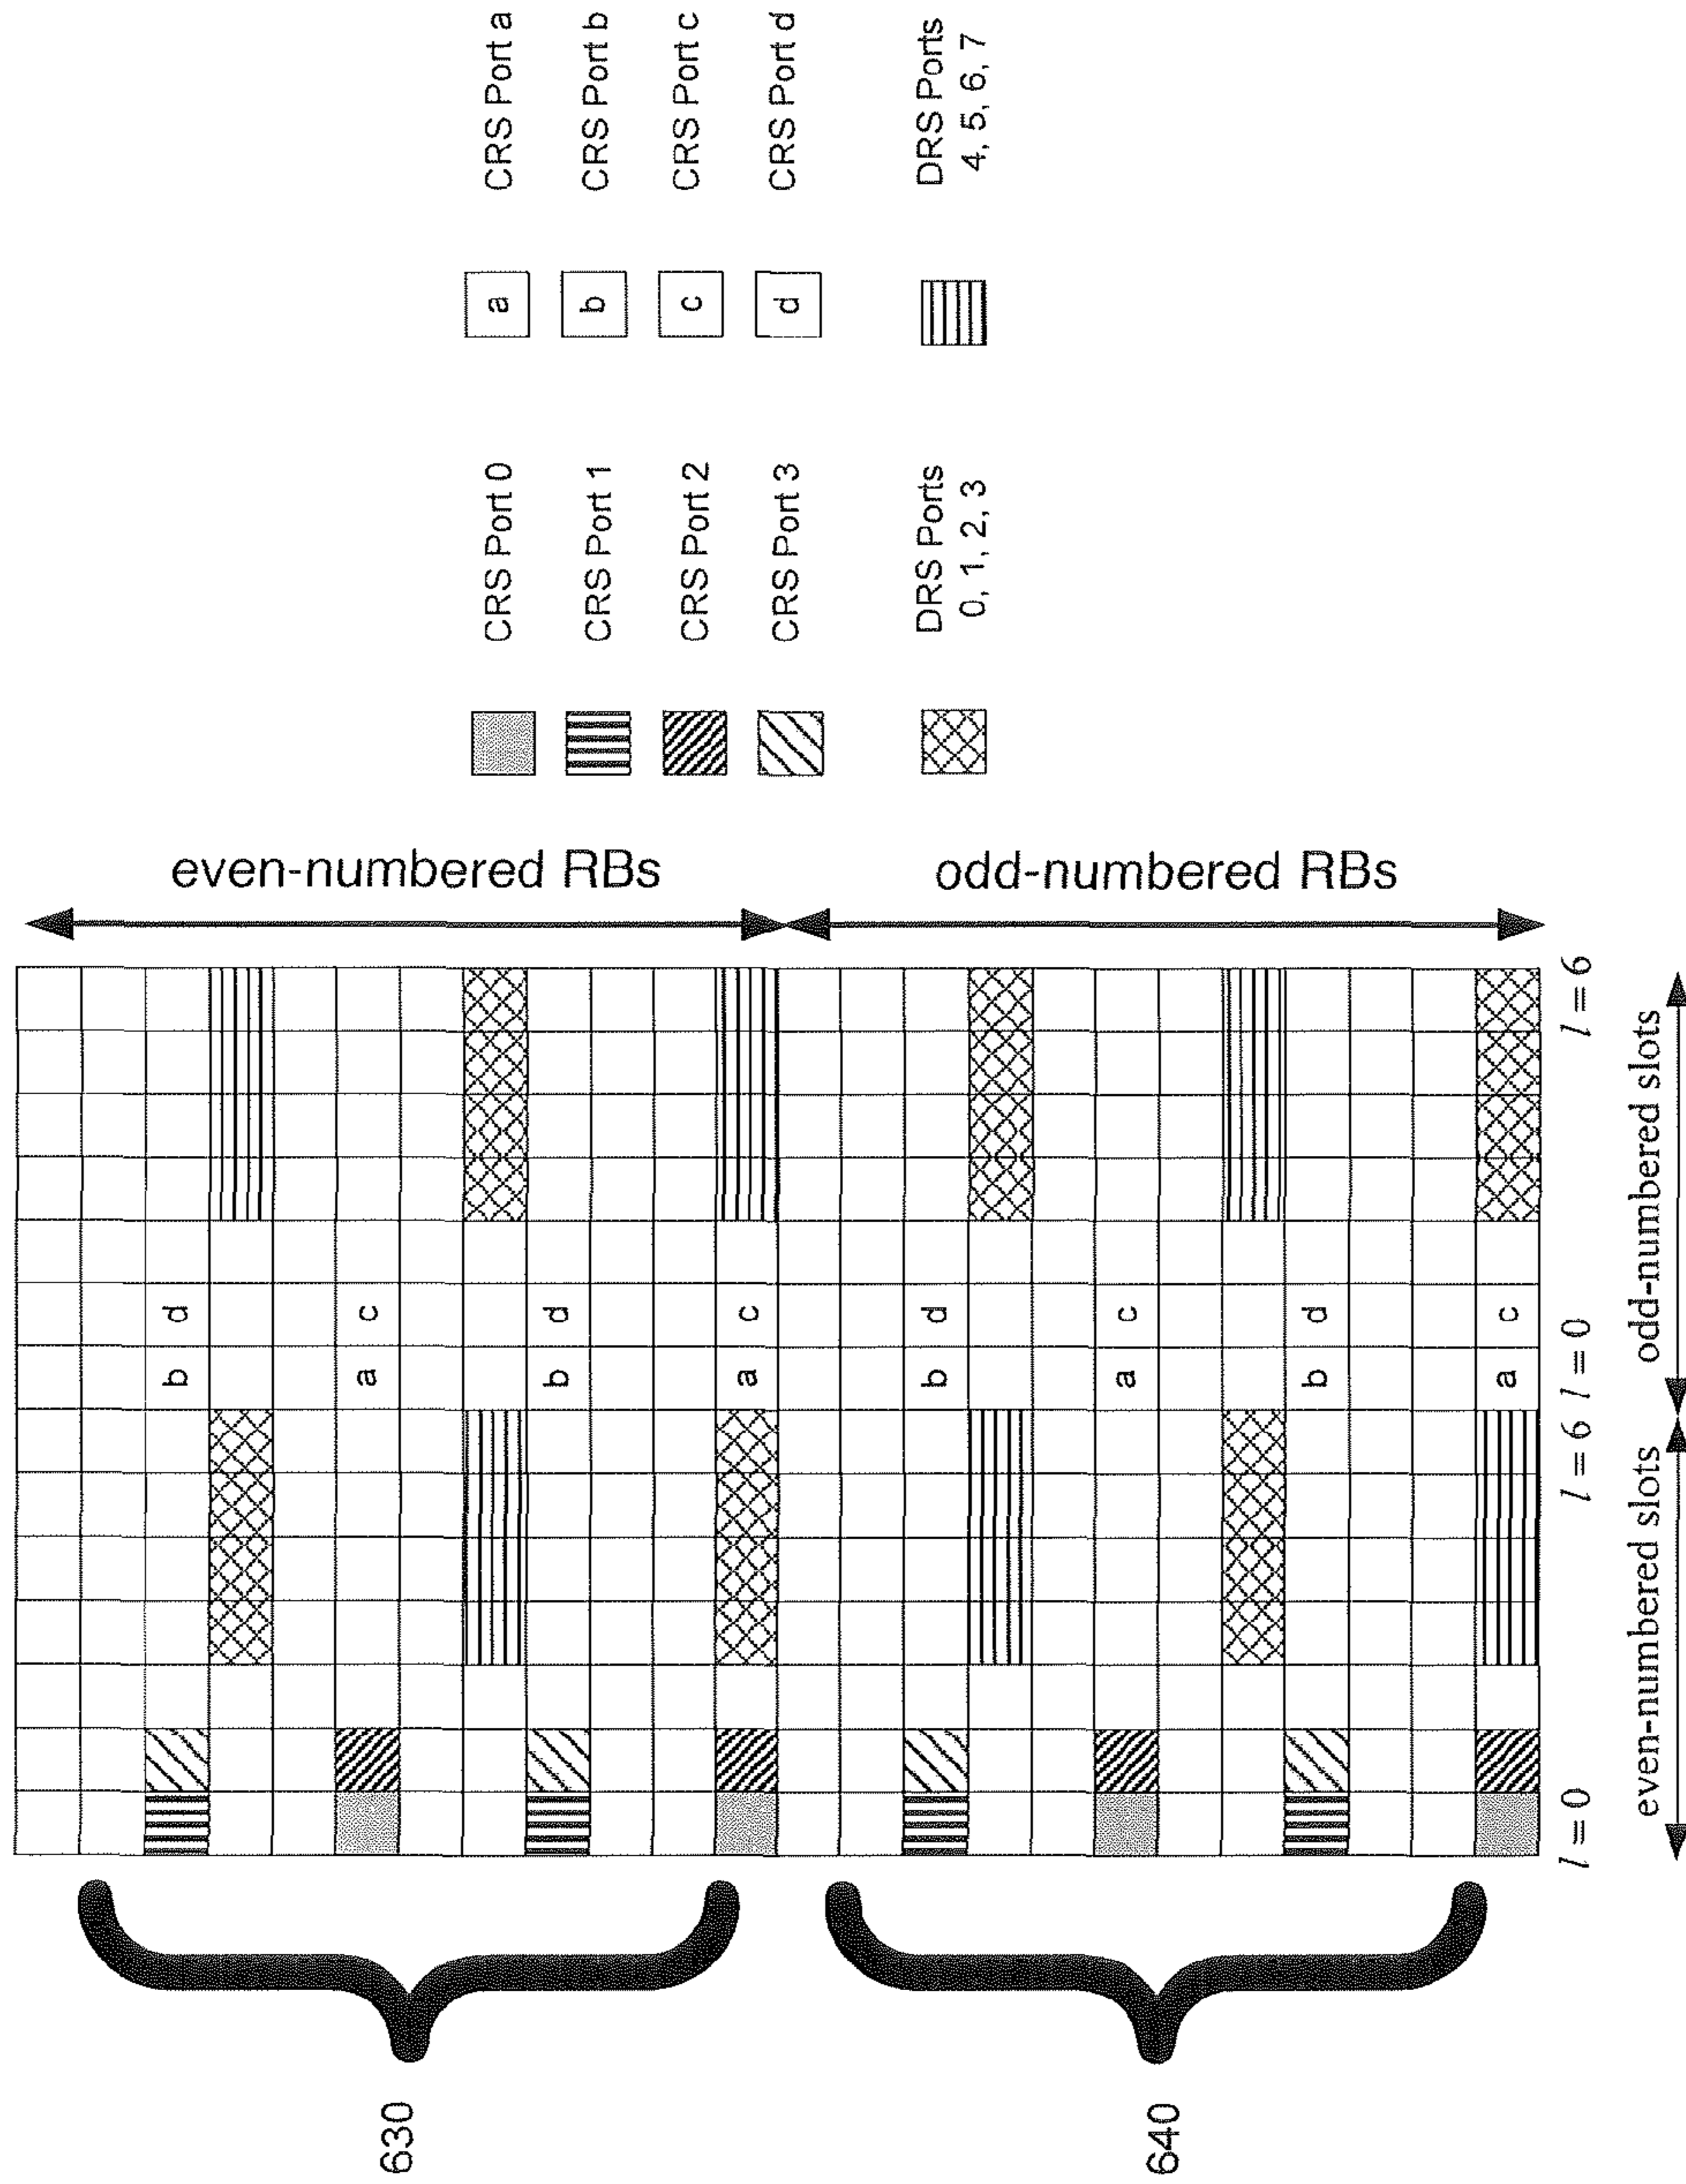 630
b d
a c
b d
a c
even-numbered RBs
640
b d
a c
b d
a c
odd-numbered RBs
l = 0
l = 6
l = 0
l = 6
even-numbered slots
odd-numbered slots
CRS Port 0
CRS Port 1
CRS Port 2
CRS Port 3
DRS Ports
0, 1, 2, 3
a CRS Port a
b CRS Port b
c CRS Port c
d CRS Port d
DRS Ports
4, 5, 6, 7